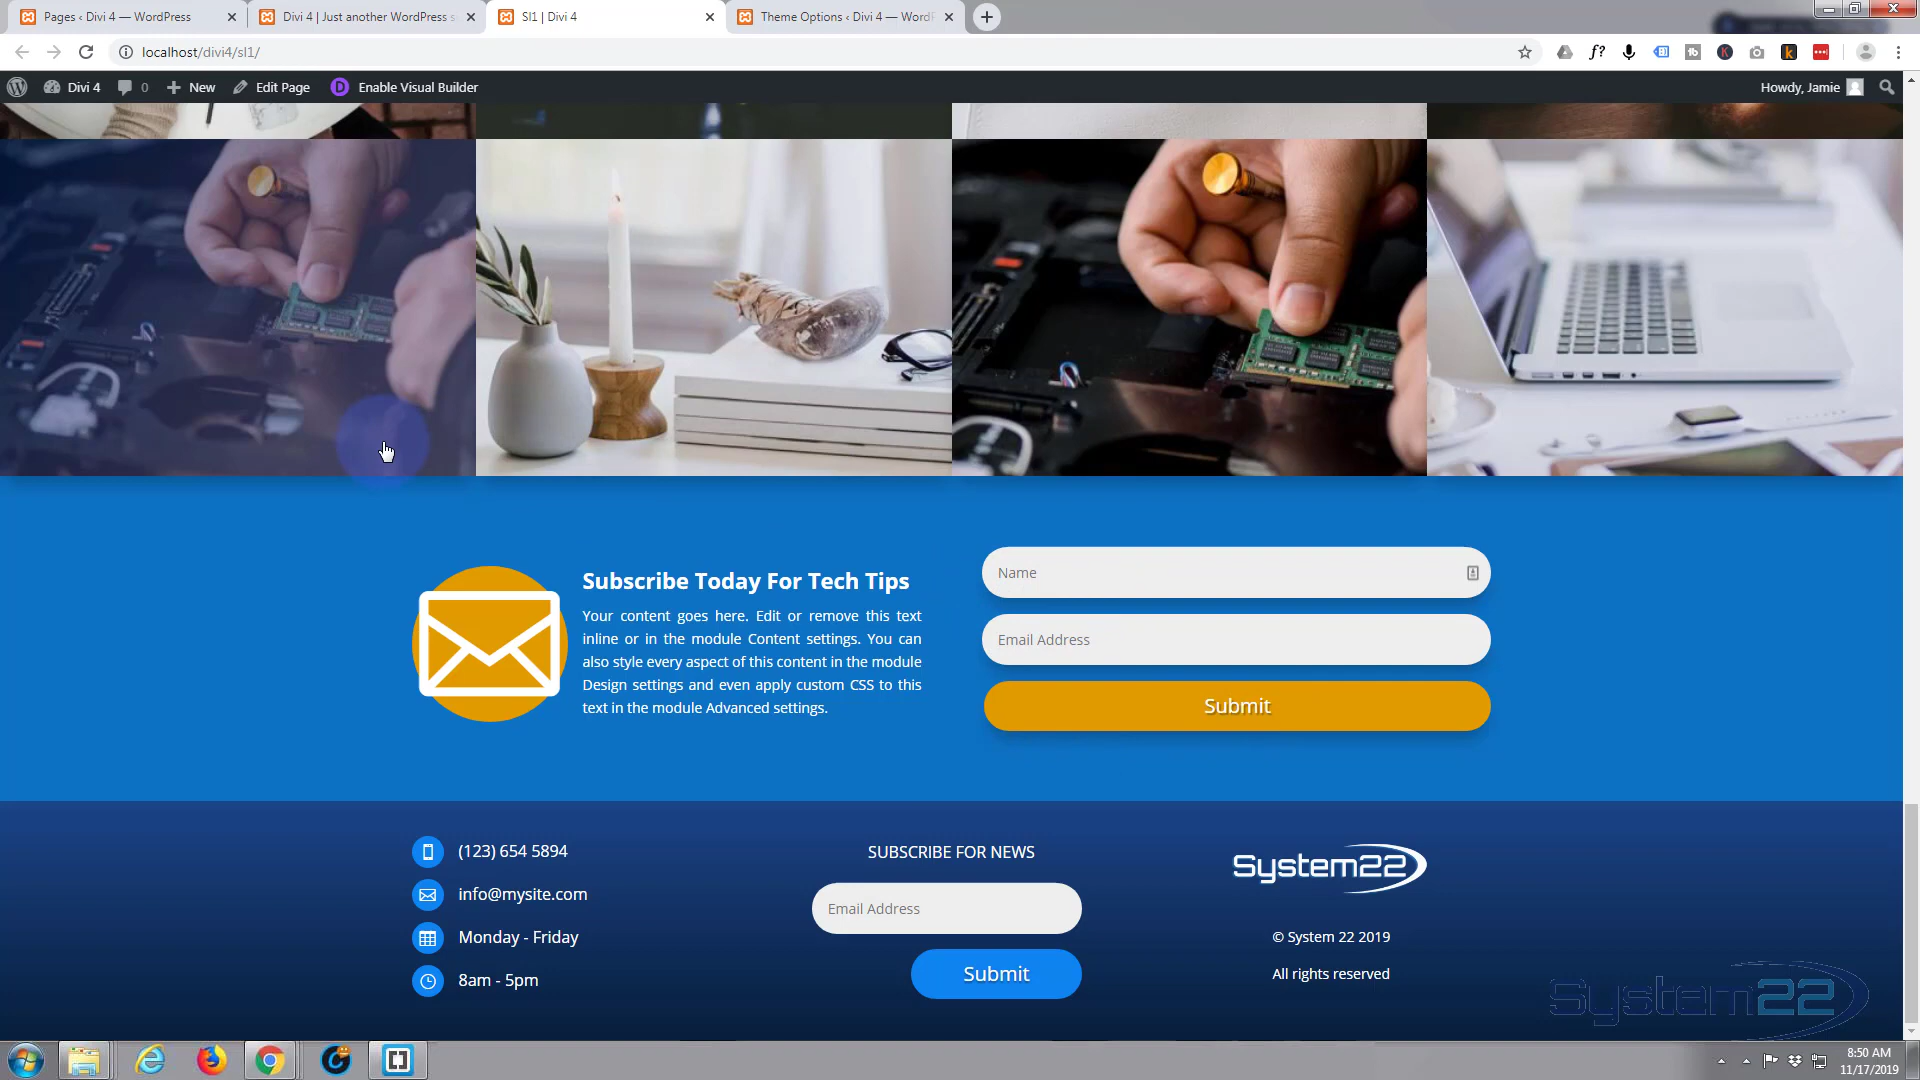 Pages ‹ Divi 4 — WordPress
Divi 4 | Just another WordPress s
Sl1 | Divi 4
Theme Options ‹ Divi 4 — WordP
localhost/divi4/sl1/
f?
Divi 4
0
New
Edit Page
D
Enable Visual Builder
Howdy, Jamie
Subscribe Today For Tech Tips
Your content goes here. Edit or remove this text
inline or in the module Content settings. You can
also style every aspect of this content in the module
Design settings and even apply custom CSS to this
text in the module Advanced settings.
Name
Email Address
Submit
(123) 654 5894
info@mysite.com
Monday - Friday
8am - 5pm
SUBSCRIBE FOR NEWS
Email Address
Submit
System22
© System 22 2019
All rights reserved
System22
8:50 AM
11/17/2019